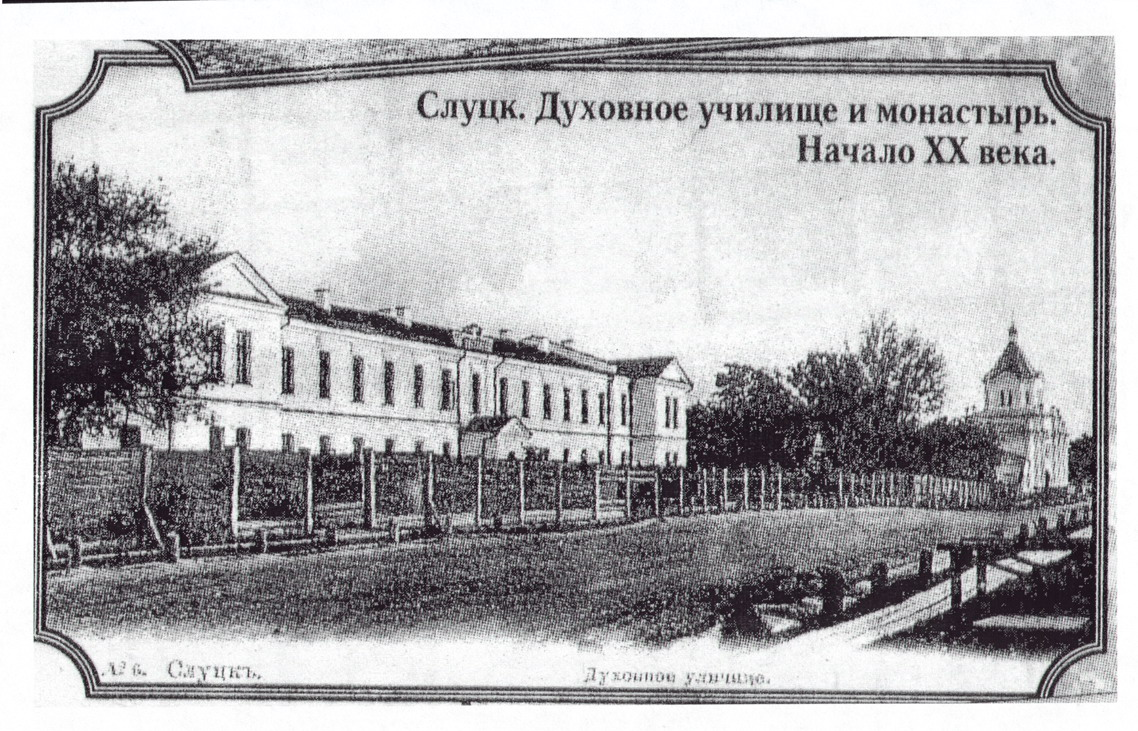 Слуцк. Духовное училище и монастырь.
Начало XX века.
№ 6. Слуцкъ.
Духовное училище.